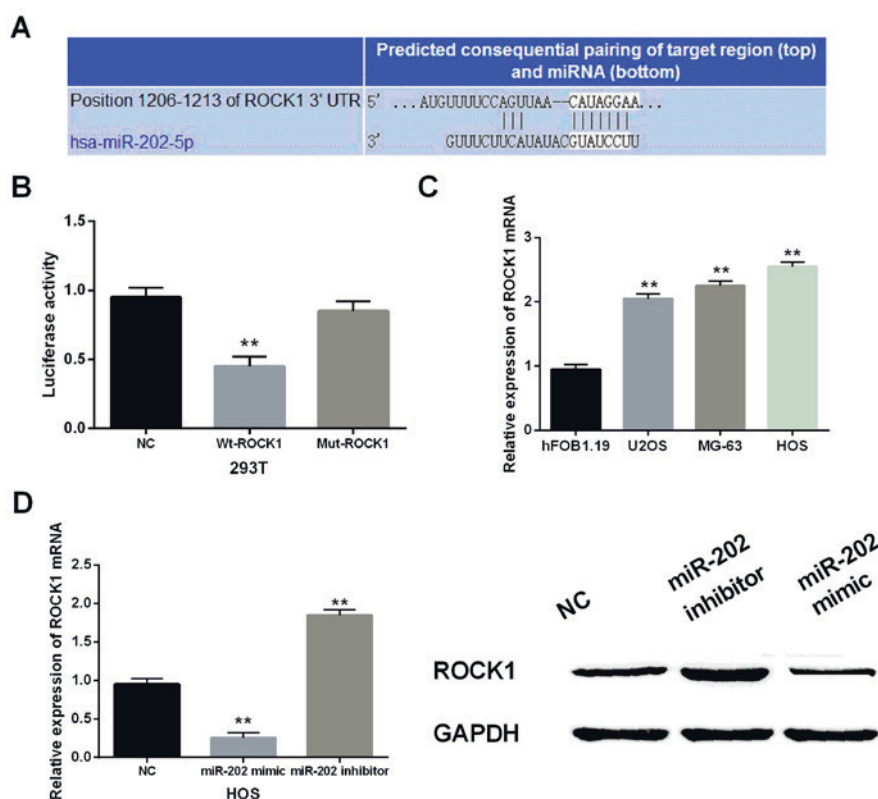 A
Predicted consequential pairing of target region (top)
and miRNA (bottom)
Position 1206-1213 of ROCK1 3' UTR 5' ...AUGUUUUCCAGUUAA--CAUAGGAA...
hsa-miR-202-5p 3' GUUUCUUCAUAUACGUAUCCUU
B
Luciferase activity
1.5
1.0
0.5
0.0
**
NC Wt-ROCK1 Mut-ROCK1
293T
C
Relative expression of ROCK1 mRNA
3
2
1
0
** ** **
hFOB1.19 U2OS MG-63 HOS
D
Relative expression of ROCK1 mRNA
2.5
2.0
1.5
1.0
0.5
0.0
** **
NC miR-202 mimic miR-202 inhibitor
HOS
NC
miR-202
inhibitor
miR-202
mimic
ROCK1
GAPDH